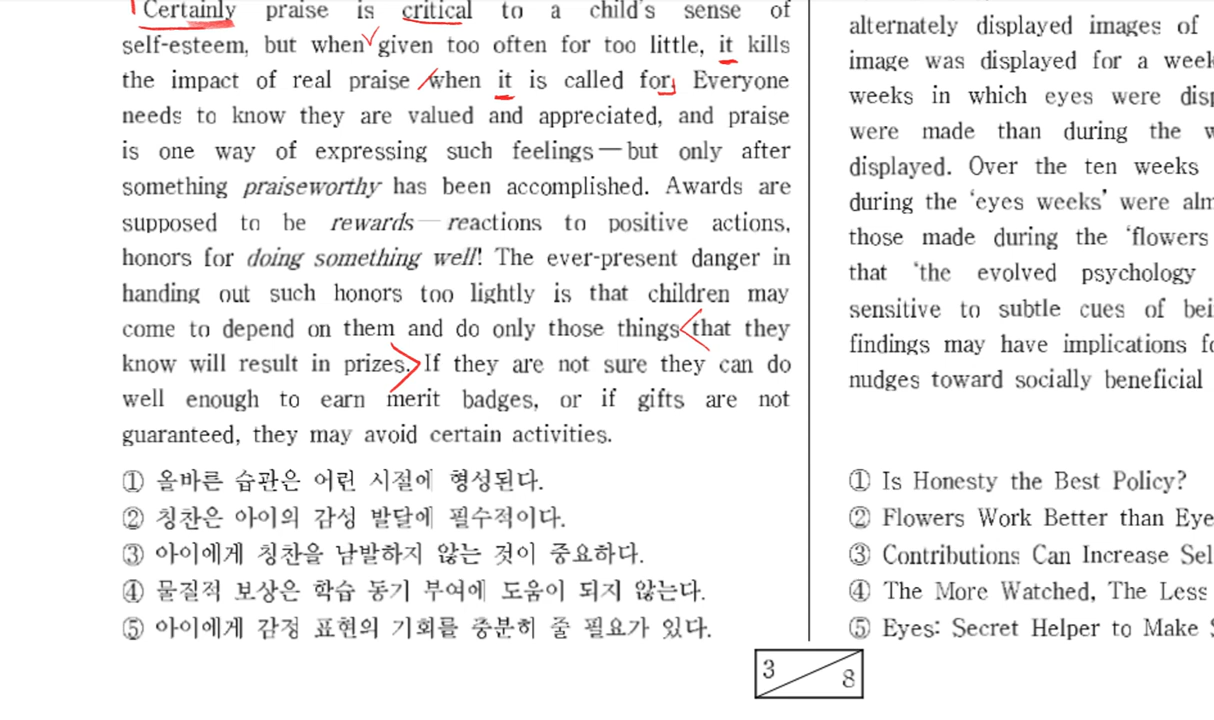 Certainly praise is critical to a child's sense of
self-esteem, but when given too often for too little, it kills
the impact of real praise when it is called for. Everyone
needs to know they are valued and appreciated, and praise
is one way of expressing such feelings—but only after
something praiseworthy has been accomplished. Awards are
supposed to be rewards—reactions to positive actions,
honors for doing something well! The ever-present danger in
handing out such honors too lightly is that children may
come to depend on them and do only those things that they
know will result in prizes. If they are not sure they can do
well enough to earn merit badges, or if gifts are not
guaranteed, they may avoid certain activities.
① 올바른 습관은 어린 시절에 형성된다.
② 칭찬은 아이의 감성 발달에 필수적이다.
③ 아이에게 칭찬을 남발하지 않는 것이 중요하다.
④ 물질적 보상은 학습 동기 부여에 도움이 되지 않는다.
⑤ 아이에게 감정 표현의 기회를 충분히 줄 필요가 있다.
alternately displayed images of
image was displayed for a
weeks in which eyes were
were made than during the
displayed. Over the ten weeks
during the 'eyes weeks' were
those made during the 'flowers
that 'the evolved psychology
sensitive to subtle cues of
findings may have implications
nudges toward socially beneficial
① Is Honesty the Best Policy?
② Flowers Work Better than
③ Contributions Can Increase
④ The More Watched, The Less
⑤ Eyes: Secret Helper to Make
3
8